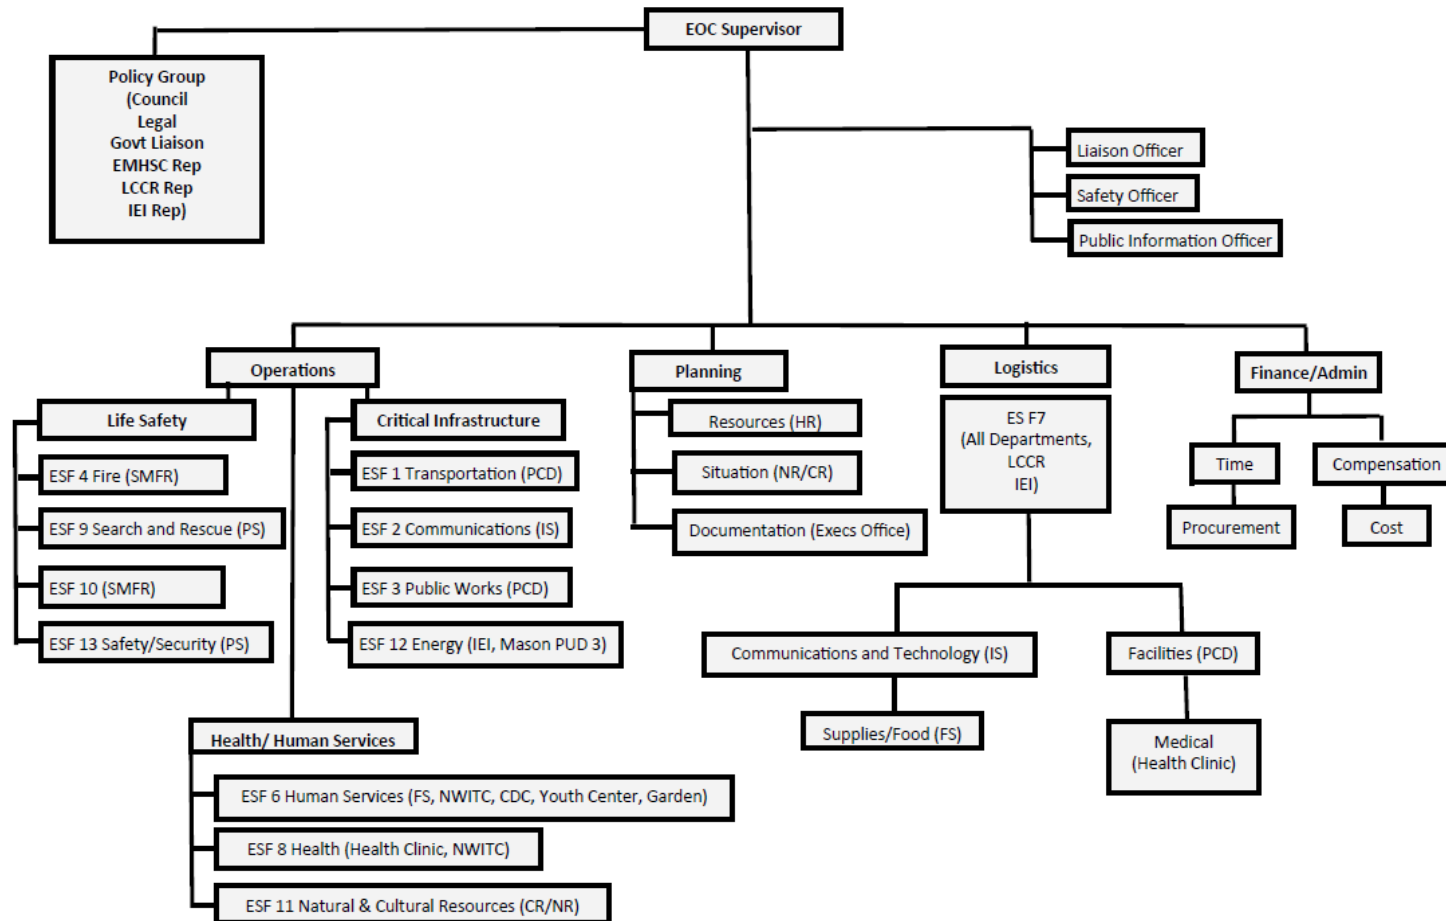 EOC Supervisor
Policy Group
(Council
Legal
Govt Liaison
EMHSC Rep
LCCR Rep
IEI Rep)
Liaison Officer
Safety Officer
Public Information Officer
Operations
Planning
Logistics
Finance/Admin
Life Safety
ESF 4 Fire (SMFR)
ESF 9 Search and Rescue (PS)
ESF 10 (SMFR)
ESF 13 Safety/Security (PS)
Critical Infrastructure
ESF 1 Transportation (PCD)
ESF 2 Communications (IS)
ESF 3 Public Works (PCD)
ESF 12 Energy (IEI, Mason PUD 3)
Health/ Human Services
ESF 6 Human Services (FS, NWITC, CDC, Youth Center, Garden)
ESF 8 Health (Health Clinic, NWITC)
ESF 11 Natural & Cultural Resources (CR/NR)
Resources (HR)
Situation (NR/CR)
Documentation (Execs Office)
ES F7
(All Departments,
LCCR
IEI)
Communications and Technology (IS)
Supplies/Food (FS)
Facilities (PCD)
Medical
(Health Clinic)
Time
Compensation
Procurement
Cost